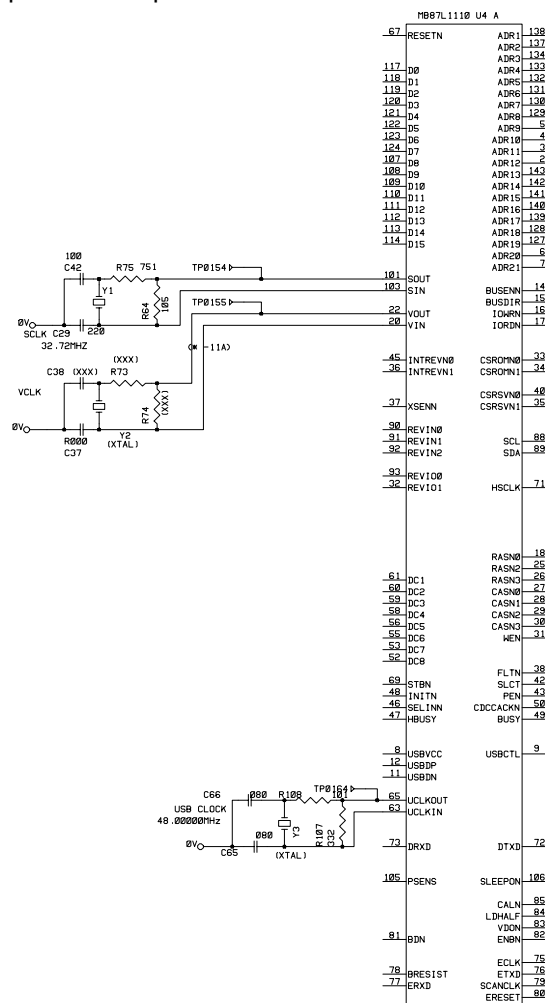 MB87L1110 U4 A
67 RESETN ADR1 138
ADR2 137
ADR3 134
117 D0 ADR4 133
118 D1 ADR5 132
119 D2 ADR6 131
120 D3 ADR7 130
121 D4 ADR8 129
122 D5 ADR9 5
123 D6 ADR10 4
124 D7 ADR11 3
107 D8 ADR12 2
108 D9 ADR13 143
109 D10 ADR14 142
110 D11 ADR15 141
111 D12 ADR16 140
112 D13 ADR17 139
113 D14 ADR18 128
114 D15 ADR19 127
ADR20 6
ADR21 7
100
C42
R75 751
TP0154
101 SOUT
103 SIN
BUSENN 14
BUSDIR 15
Y1
R64
105
TP0155
22 VOUT IOWRN 16
20 VIN IORDN 17
0V
SCLK C29 220
32.72MHZ
(* -11A)
(XXX)
C38 (XXX) R73
VCLK
R74
(XXX)
0V
R000
C37
Y2
(XTAL)
45 INTREVN0 CSROMN0 33
36 INTREVN1 CSROMN1 34
CSRSVN0 40
37 XSENN CSRSVN1 35
90 REVIN0
91 REVIN1 SCL 88
92 REVIN2 SDA 89
93 REVIO0
32 REVIO1 HSCLK 71
RASN0 18
RASN2 25
61 DC1 RASN3 26
60 DC2 CASN0 27
59 DC3 CASN1 28
58 DC4 CASN2 29
56 DC5 CASN3 30
55 DC6 WEN 31
53 DC7
52 DC8
FLTN 38
69 STBN SLCT 42
48 INITN PEN 43
46 SELINN CDCCACKN 50
47 HBUSY BUSY 49
8 USBVCC USBCTL 9
12 USBDP
11 USBDN
TP0164
C66 080 R108 101
65 UCLKOUT
63 UCLKIN
USB CLOCK
48.00000MHz
Y3
R107
332
0V
080
C65
(XTAL)
73 DRXD DTXD 72
105 PSENS SLEEPON 106
CALN 85
LDHALF 84
VDON 83
81 BDN ENBN 82
ECLK 75
78 BRESIST ETXD 76
77 ERXD SCANCLK 79
ERESET 80